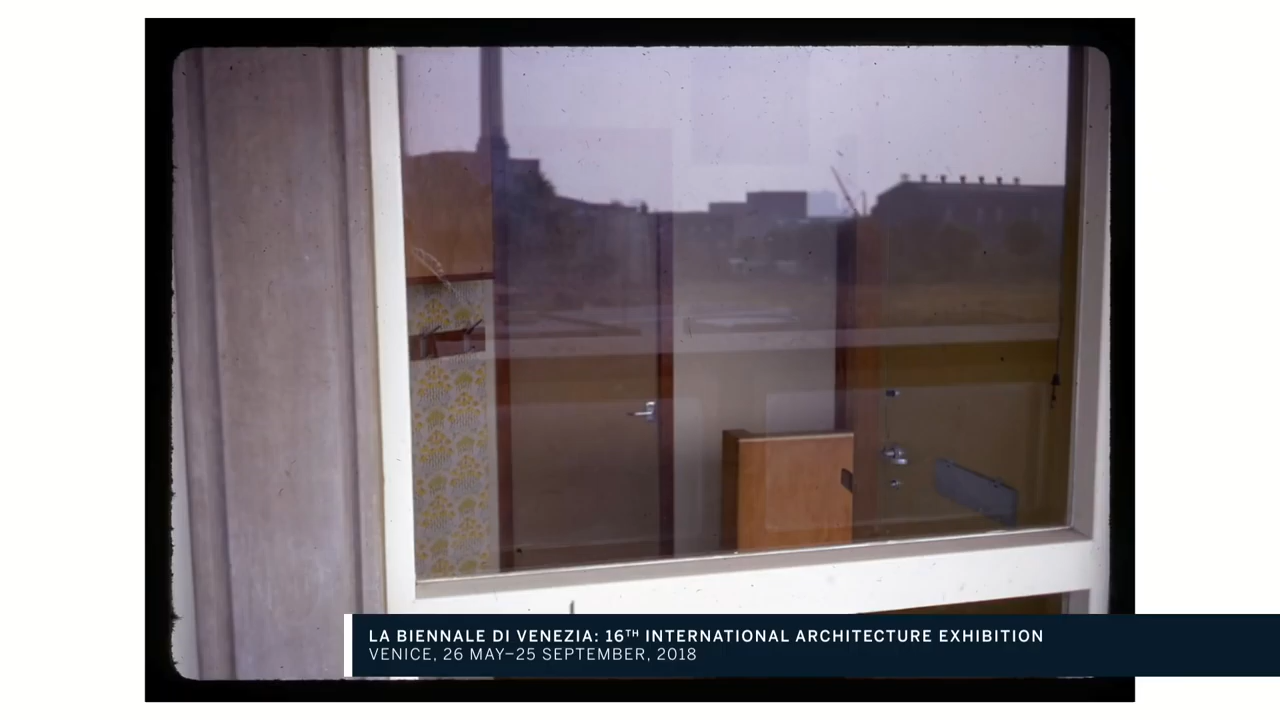 LA BIENNALE DI VENEZIA: 16TH INTERNATIONAL ARCHITECTURE EXHIBITION
VENICE, 26 MAY–25 SEPTEMBER, 2018